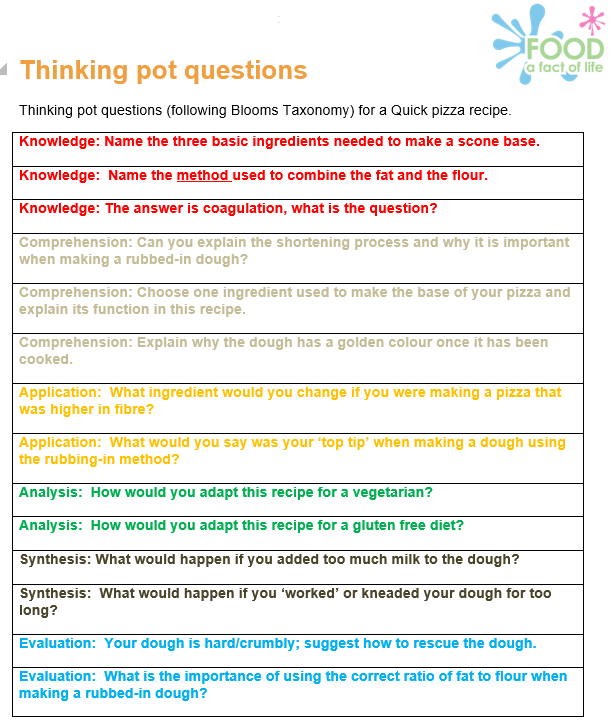 FOOD
a fact of life
Thinking pot questions
Thinking pot questions (following Blooms Taxonomy) for a Quick pizza recipe.
Knowledge: Name the three basic ingredients needed to make a scone base.
Knowledge:  Name the method used to combine the fat and the flour.
Knowledge: The answer is coagulation, what is the question?
Comprehension: Can you explain the shortening process and why it is important
when making a rubbed-in dough?
Comprehension: Choose one ingredient used to make the base of your pizza and
explain its function in this recipe.
Comprehension: Explain why the dough has a golden colour once it has been
cooked.
Application:  What ingredient would you change if you were making a pizza that
was higher in fibre?
Application:  What would you say was your ‘top tip’ when making a dough using
the rubbing-in method?
Analysis:  How would you adapt this recipe for a vegetarian?
Analysis:  How would you adapt this recipe for a gluten free diet?
Synthesis: What would happen if you added too much milk to the dough?
Synthesis:  What would happen if you ‘worked’ or kneaded your dough for too
long?
Evaluation:  Your dough is hard/crumbly; suggest how to rescue the dough.
Evaluation:  What is the importance of using the correct ratio of fat to flour when
making a rubbed-in dough?